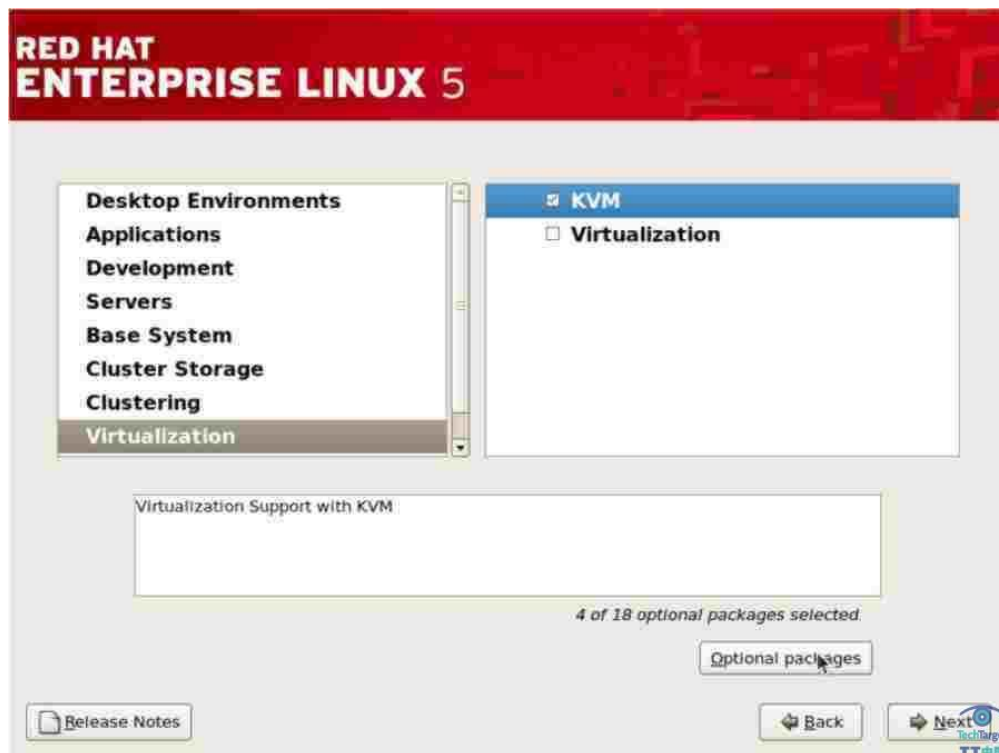 RED HAT
ENTERPRISE LINUX 5
Desktop Environments
Applications
Development
Servers
Base System
Cluster Storage
Clustering
Virtualization
KVM
Virtualization
Virtualization Support with KVM
4 of 18 optional packages selected
Optional packages
Release Notes
Back
Next